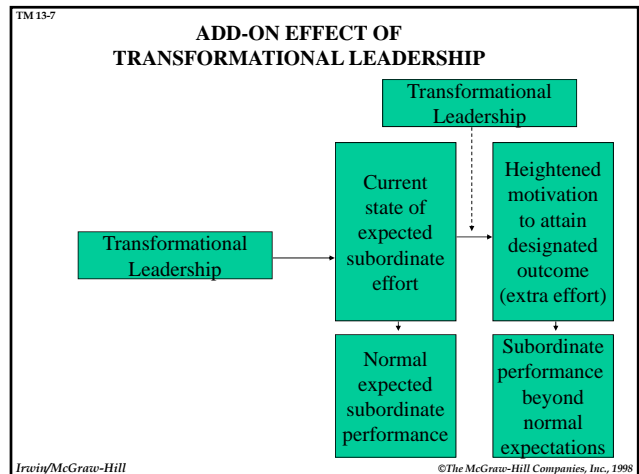 TM 13-7
ADD-ON EFFECT OF
TRANSFORMATIONAL LEADERSHIP
Transformational
Leadership
Transformational
Leadership
Current
state of
expected
subordinate
effort
Heightened
motivation
to attain
designated
outcome
(extra effort)
Normal
expected
subordinate
performance
Subordinate
performance
beyond
normal
expectations
Irwin/McGraw-Hill
©The McGraw-Hill Companies, Inc., 1998